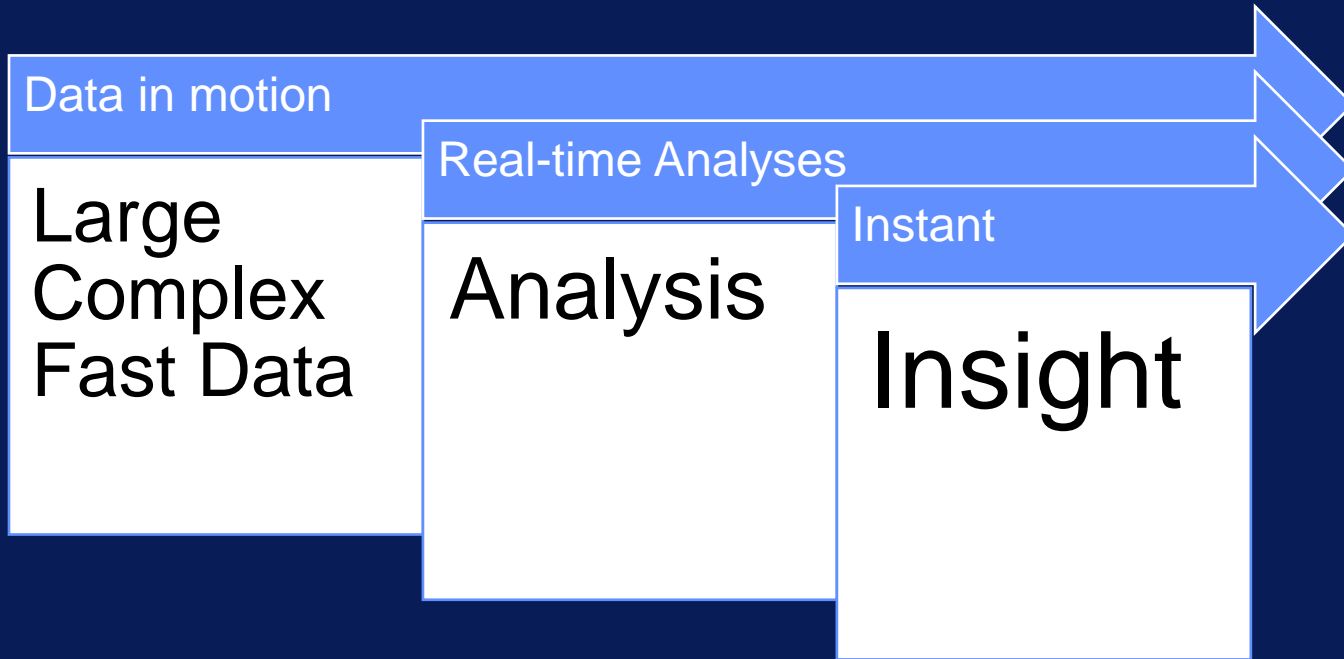 Data in motion
Large
Complex
Fast Data
Real-time Analyses
Analysis
Instant
Insight